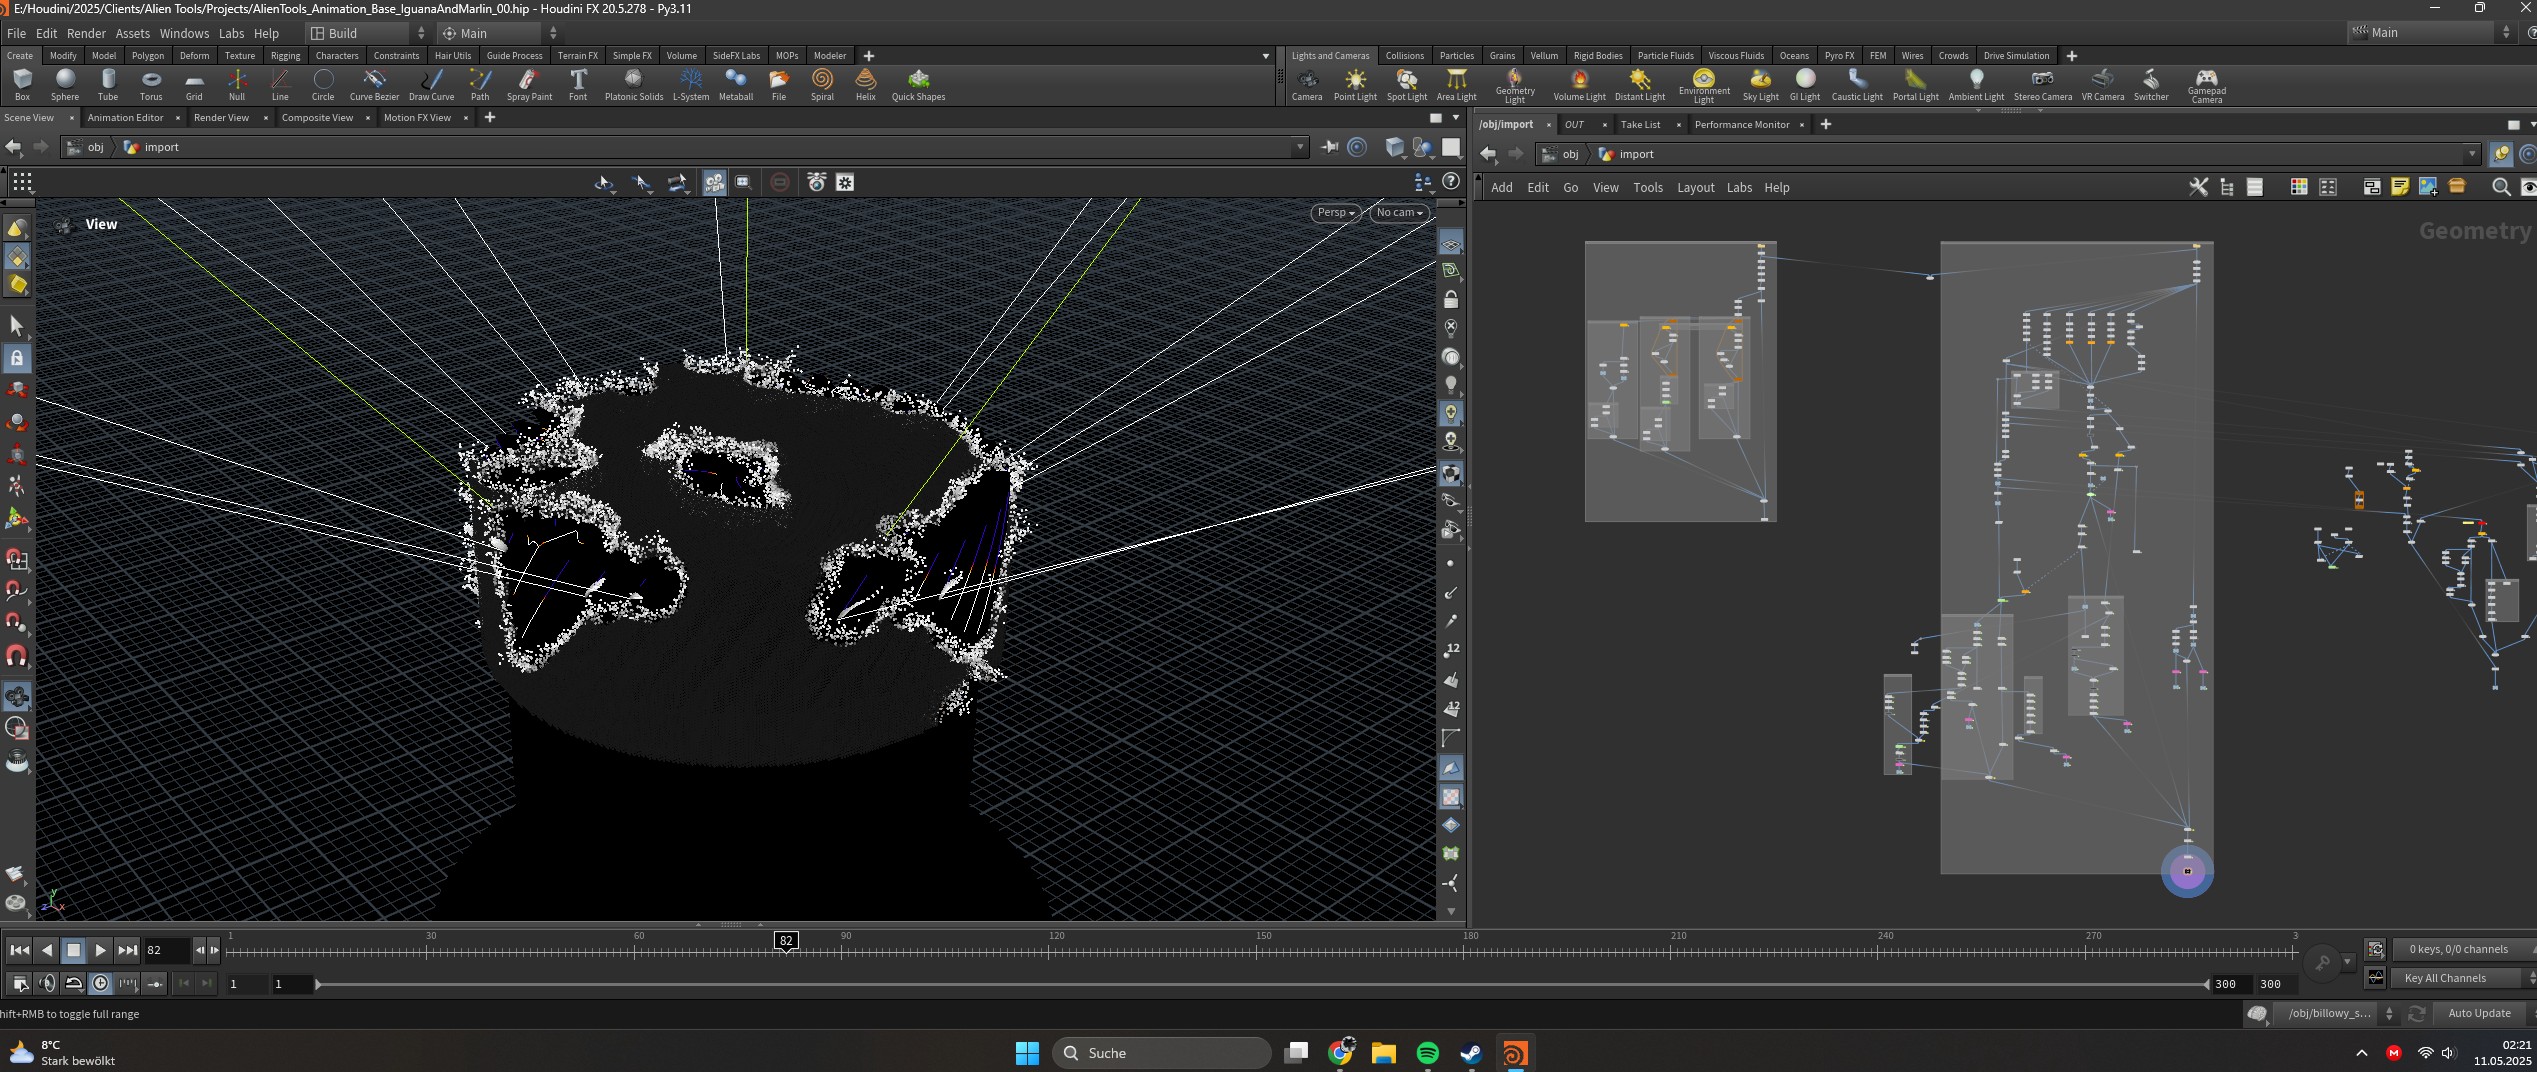 E:/Houdini/2025/Clients/Alien Tools/Projects/AlienTools_Animation_Base_IguanaAndMarlin_00.hip - Houdini FX 20.5.278 - Py3.11
File Edit Render Assets Windows Labs Help Build Main Main
Create Modify Model Polygon Deform Texture Rigging Characters Constraints Hair Utils Guide Process Terrain FX Simple FX Volume SideFX Labs MOPs Modeler
Lights and Cameras Collisions Particles Grains Vellum Rigid Bodies Particle Fluids Viscous Fluids Oceans Pyro FX FEM Wires Crowds Drive Simulation
Box Sphere Tube Torus Grid Null Line Circle Curve Bezier Draw Curve Path Spray Paint Font Platonic Solids L-System Metaball File Spiral Helix Quick Shapes
Camera Point Light Spot Light Area Light Geometry Light Volume Light Distant Light Environment Light Sky Light GI Light Caustic Light Portal Light Ambient Light Stereo Camera VR Camera Switcher Gamepad Camera
Scene View Animation Editor Render View Composite View Motion FX View
/obj/import OUT Take List Performance Monitor
obj import
obj import
Add Edit Go View Tools Layout Labs Help
View
Persp No cam
Geometry
12
12
y
z x
82
1 30 60 82 90 120 150 180 210 240 270 3
0 keys, 0/0 channels
1 1 300 300
Key All Channels
hift+RMB to toggle full range
/obj/billowy_s... Auto Update
8°C
Stark bewölkt
Suche
02:21
11.05.2025